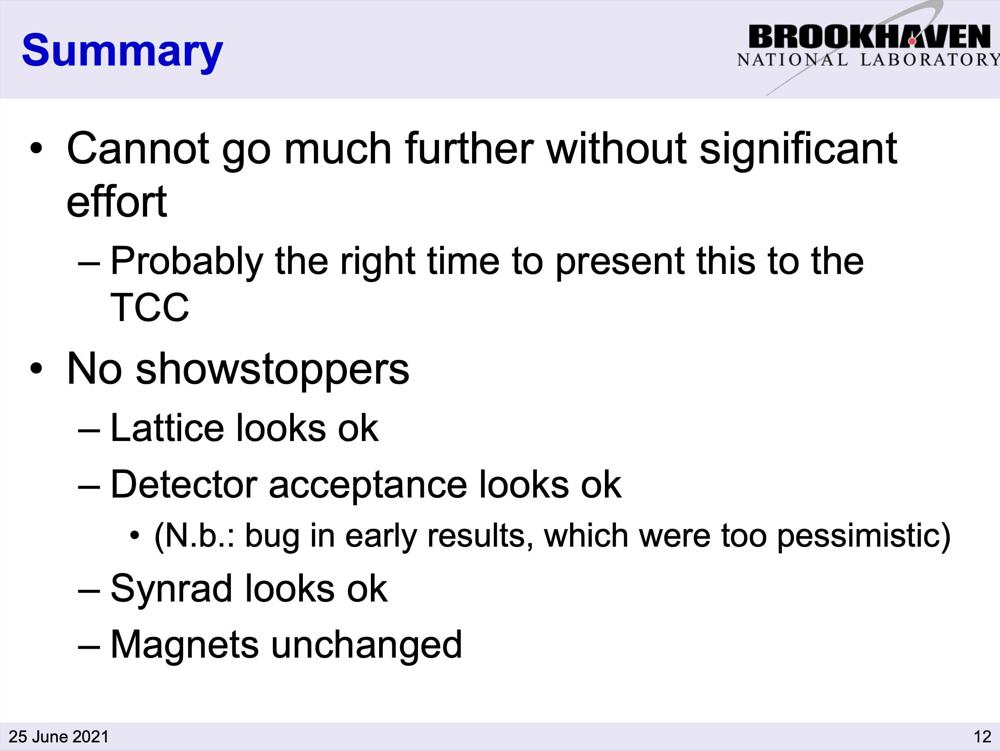 Summary
BROOKHAVEN
NATIONAL LABORATORY
• Cannot go much further without significant
effort
– Probably the right time to present this to the
TCC
• No showstoppers
– Lattice looks ok
– Detector acceptance looks ok
• (N.b.: bug in early results, which were too pessimistic)
– Synrad looks ok
– Magnets unchanged
25 June 2021
12